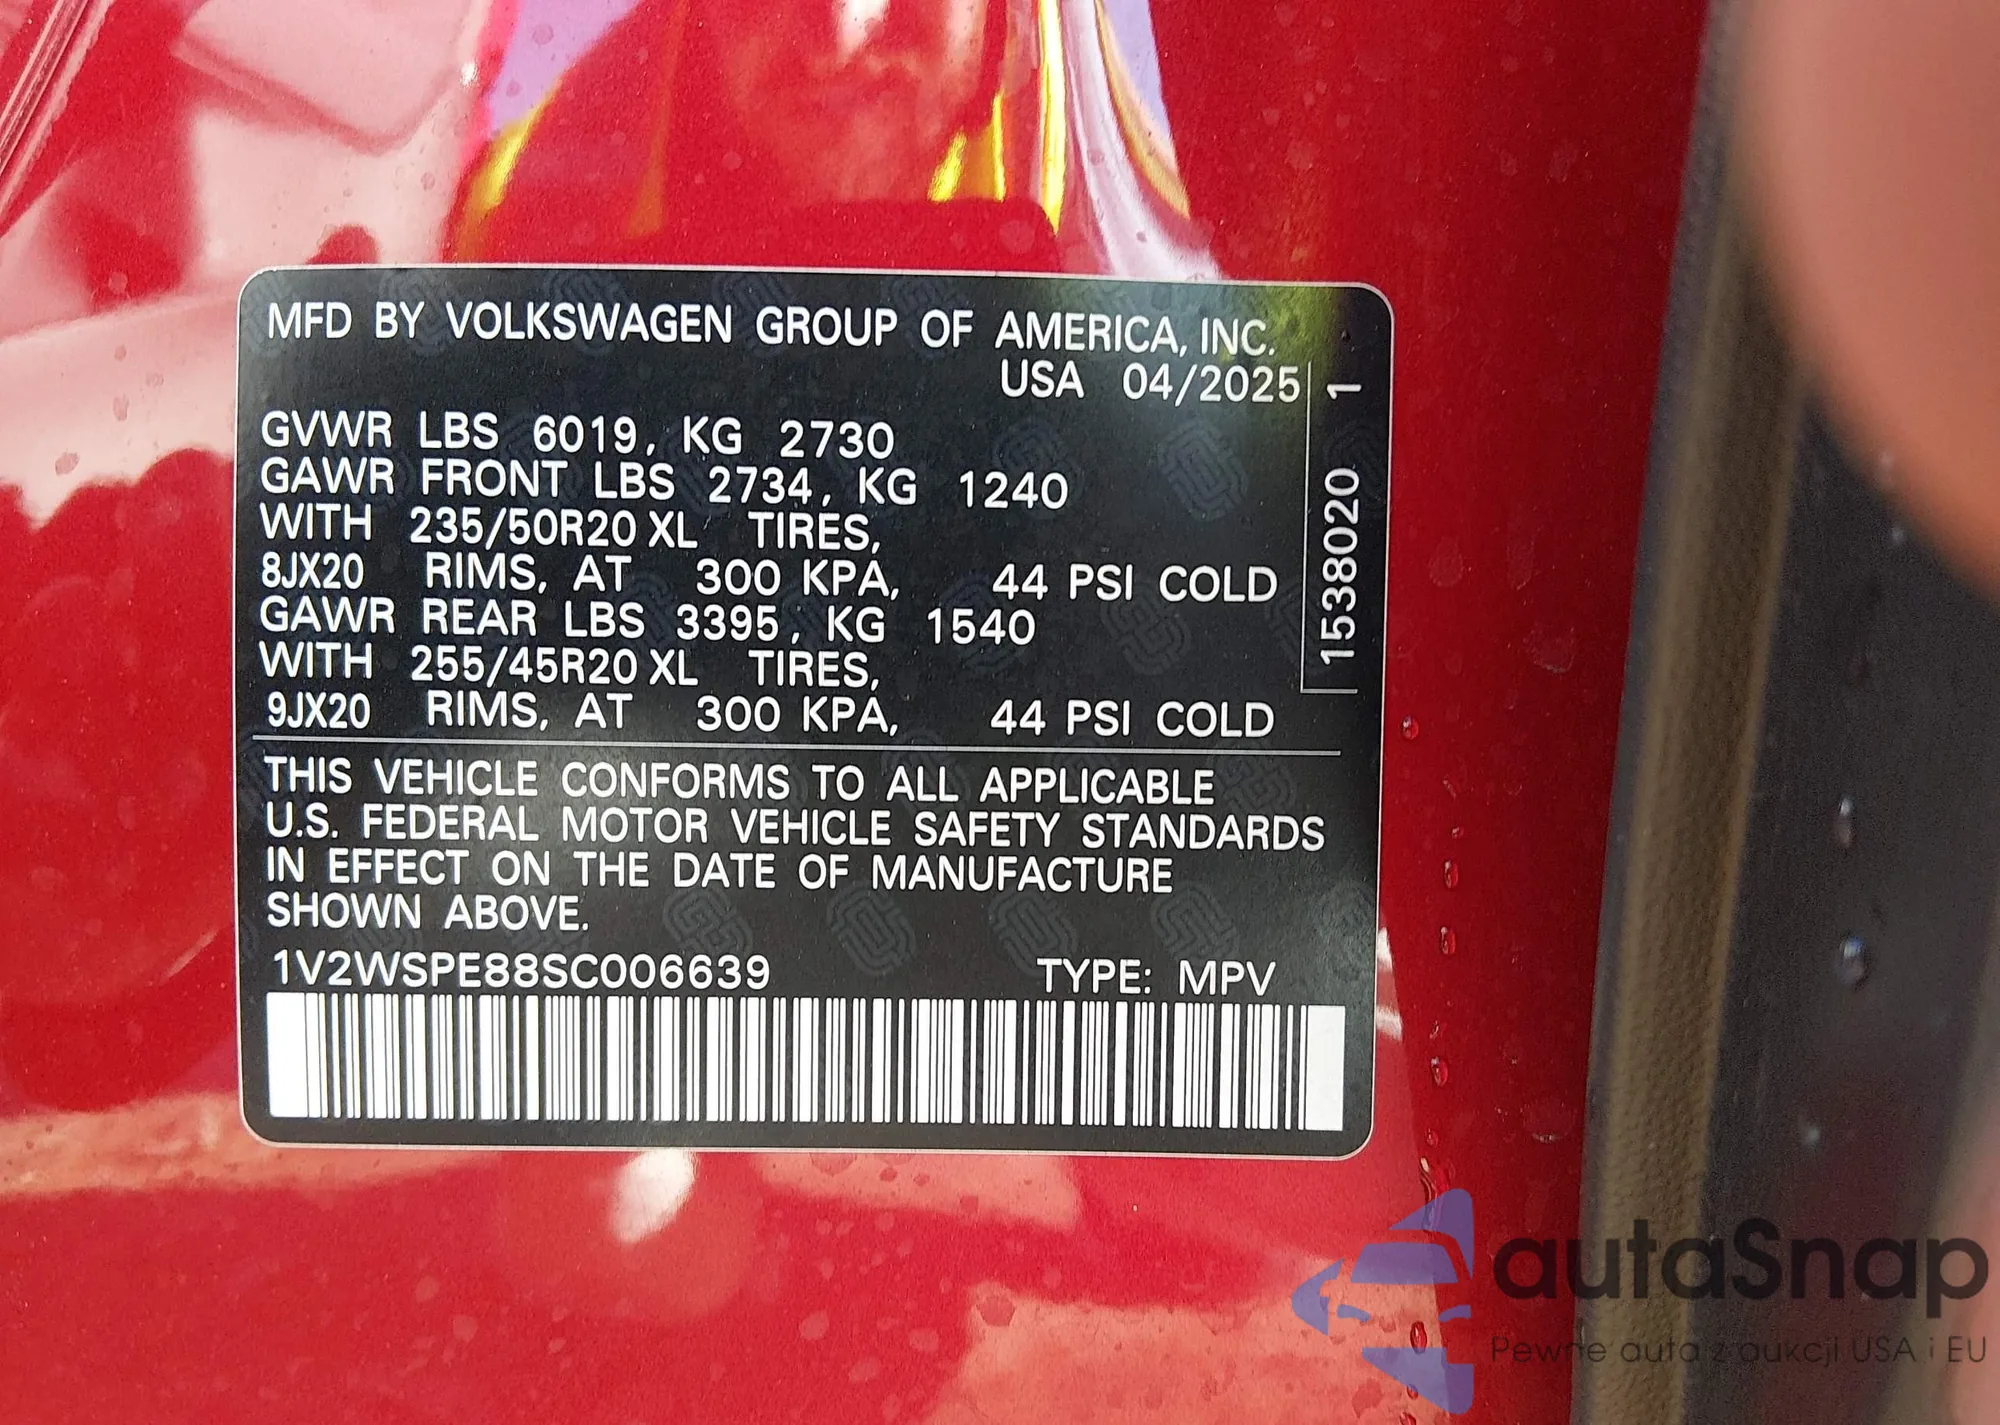 MFD BY VOLKSWAGEN GROUP OF AMERICA, INC.
USA 04/2025
GVWR LBS 6019, KG 2730
GAWR FRONT LBS 2734, KG 1240
WITH 235/50R20 XL TIRES,
8JX20 RIMS, AT 300 KPA, 44 PSI COLD
GAWR REAR LBS 3395, KG 1540
WITH 255/45R20 XL TIRES,
9JX20 RIMS, AT 300 KPA, 44 PSI COLD
1538020 1
THIS VEHICLE CONFORMS TO ALL APPLICABLE
U.S. FEDERAL MOTOR VEHICLE SAFETY STANDARDS
IN EFFECT ON THE DATE OF MANUFACTURE
SHOWN ABOVE.
1V2WSPE88SC006639 TYPE: MPV
autaSnap
Pewne auta z aukcji USA i EU